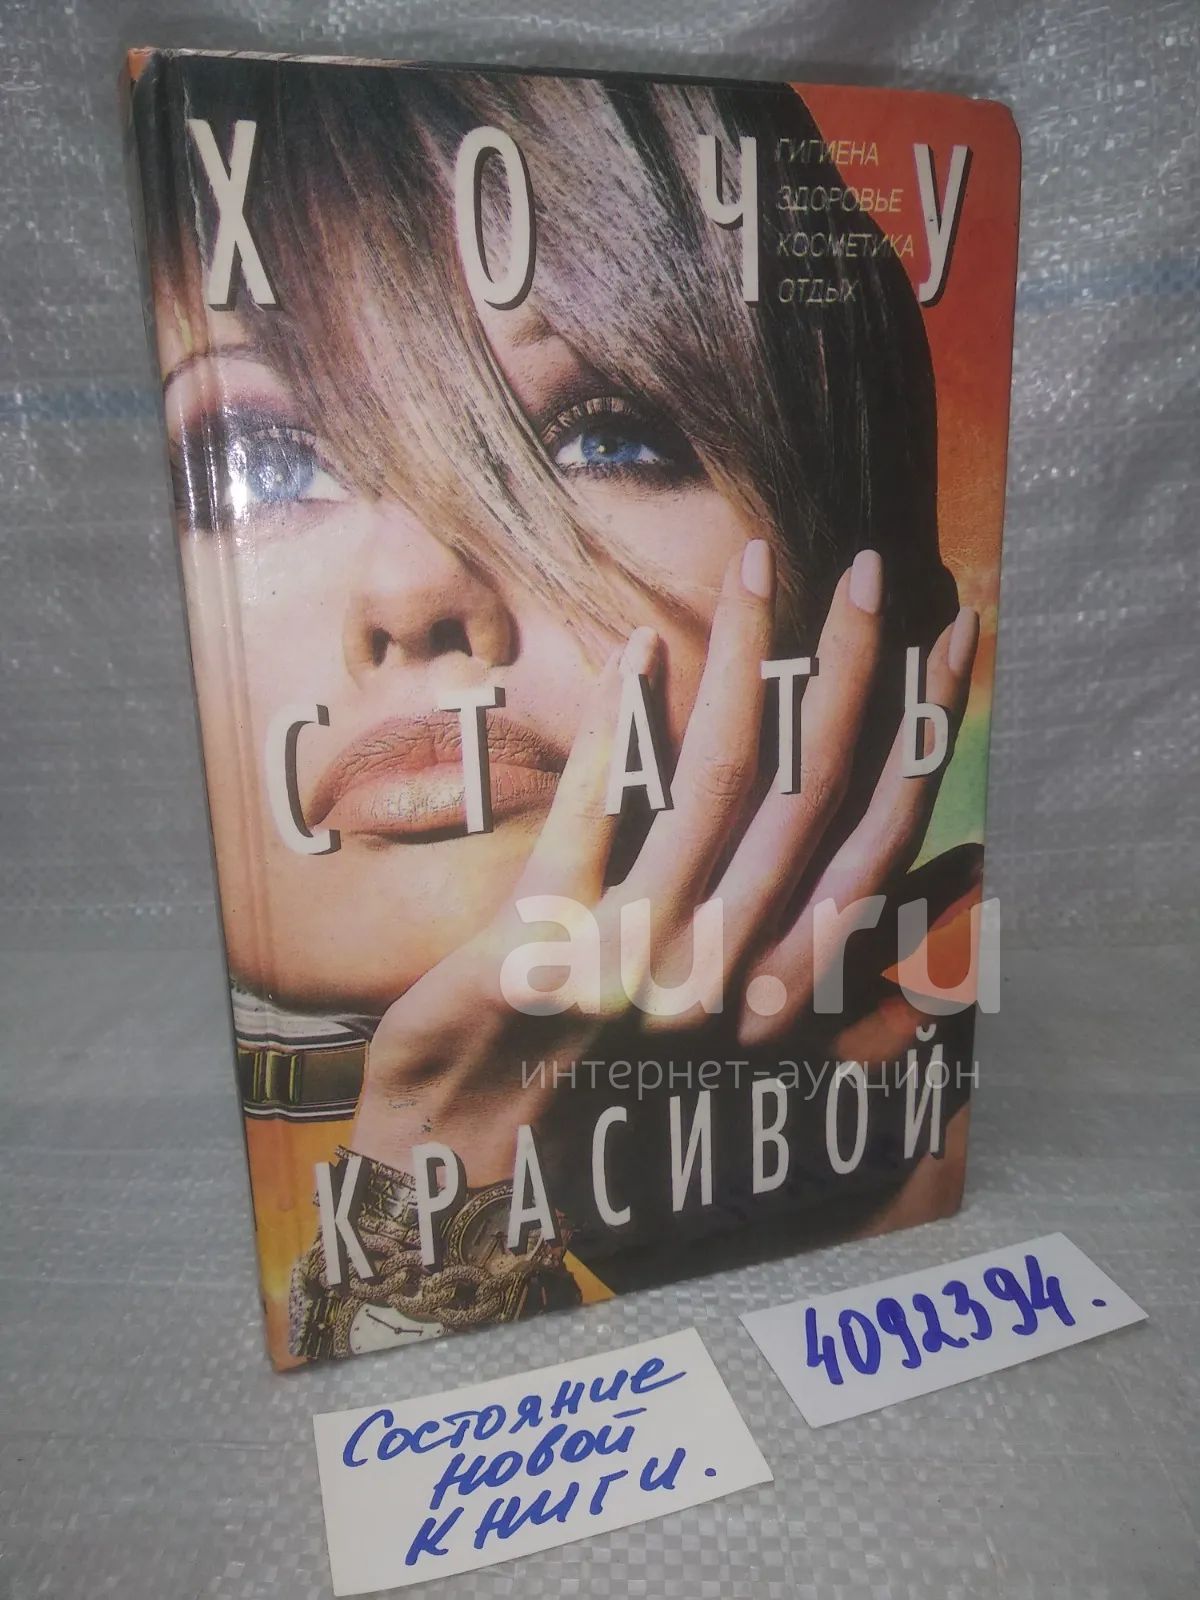 ХОЧУ
ГИГИЕНА
ЗДОРОВЬЕ
КОСМЕТИКА
ОТДЫХ
СТАТЬ
au.ru
интернет-аукцион
КРАСИВОЙ
4092394.
Состояние
новой
книги.